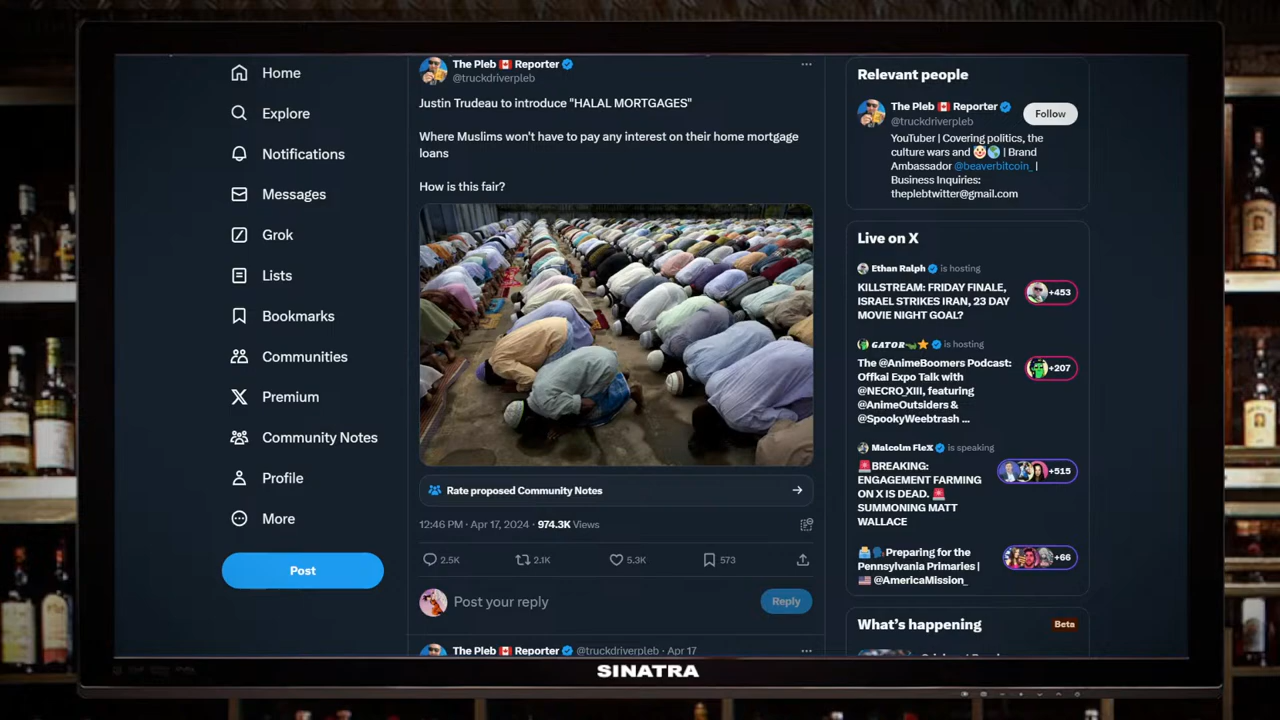 Home
Explore
Notifications
Messages
Grok
Lists
Bookmarks
Communities
Premium
Community Notes
Profile
More
Post
The Pleb 🇨🇦 Reporter
@truckdriverpleb
Justin Trudeau to introduce "HALAL MORTGAGES"
Where Muslims won't have to pay any interest on their home mortgage
loans
How is this fair?
Rate proposed Community Notes
12:46 PM · Apr 17, 2024 · 974.3K Views
2.5K 2.1K 5.3K 573
Post your reply
Reply
The Pleb 🇨🇦 Reporter @truckdriverpleb · Apr 17
Relevant people
The Pleb 🇨🇦 Reporter
@truckdriverpleb
Follow
YouTube | Covering politics, the
culture wars and 🤡🌎 | Brand
Ambassador @beaverbitcoin_ |
Business Inquiries:
theplebtwitter@gmail.com
Live on X
Ethan Ralph is hosting
KILLSTREAM: FRIDAY FINALE,
ISRAEL STRIKES IRAN, 23 DAY
MOVIE NIGHT GOAL?
+453
GATOR is hosting
The @AnimeBoomers Podcast:
Offkai Expo Talk with
@NECRO_XIII, featuring
@AnimeOutsiders &
@SpookyWeebtrash ...
+207
Malcolm FleX is speaking
🚨BREAKING:
ENGAGEMENT FARMING
ON X IS DEAD. 🚨
SUMMONING MATT
WALLACE
+515
Preparing for the
Pennsylvania Primaries |
🇺🇸 @AmericaMission_
+66
What's happening
Beta
SINATRA